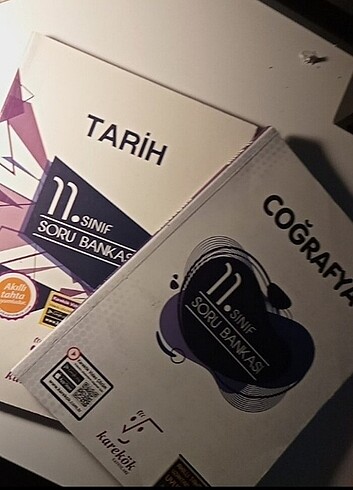 TARİH
11. SINIF
SORU BANKASI
Akıllı
tahta
COĞRAFYA
11. SINIF
SORU BANKASI
karekök